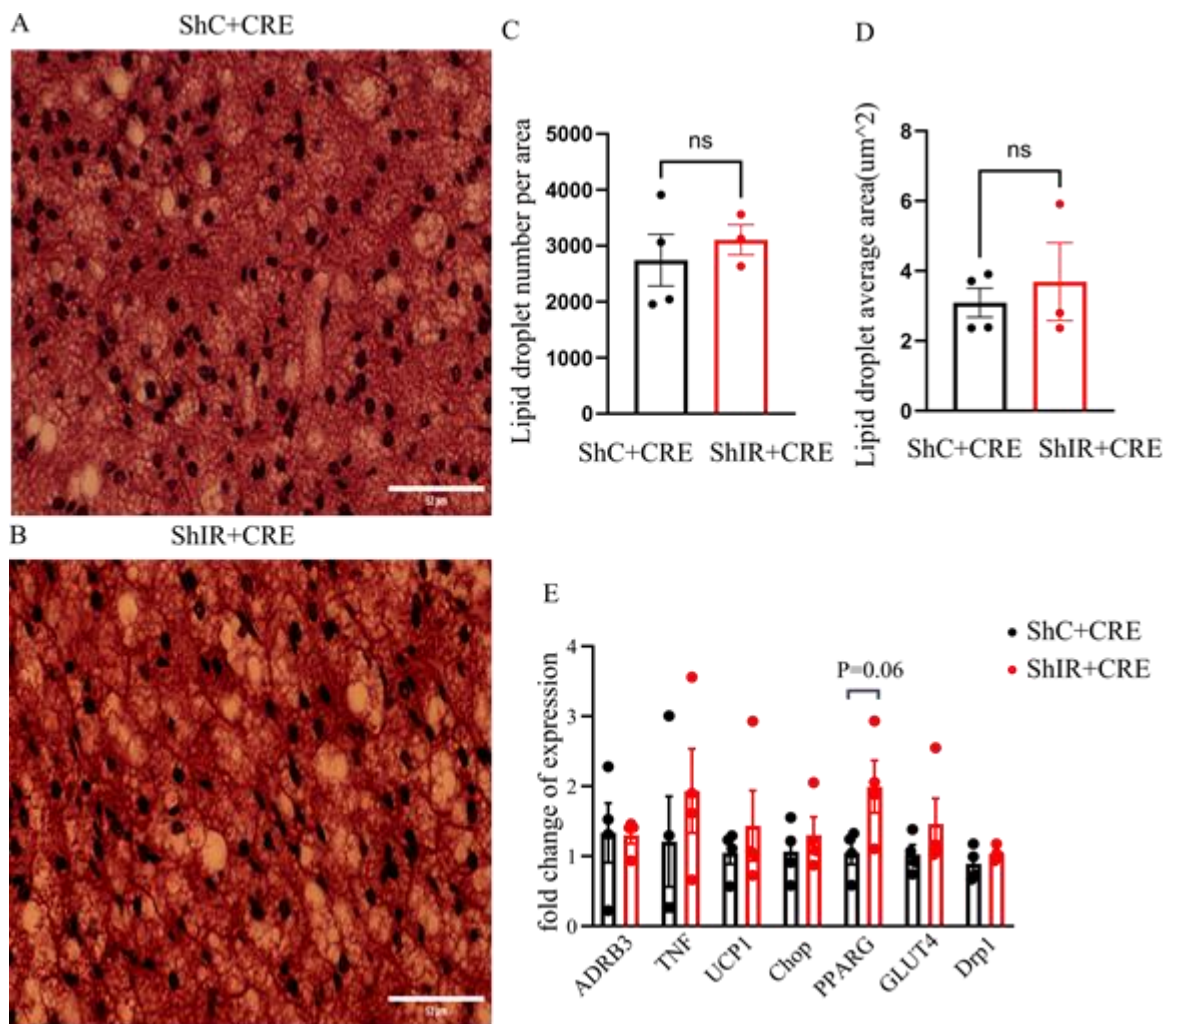 A
ShC+CRE
B
ShIR+CRE
C
Lipid droplet number per area
5000
4000
3000
2000
1000
0
ns
ShC+CRE ShIR+CRE
D
Lipid droplet average area(um^2)
8
6
4
2
0
ns
ShC+CRE ShIR+CRE
E
fold change of expression
4
3
2
1
0
P=0.06
ShC+CRE
ShIR+CRE
ADRB3 TNF UCP1 Chop PPARG GLUT4 Drp1